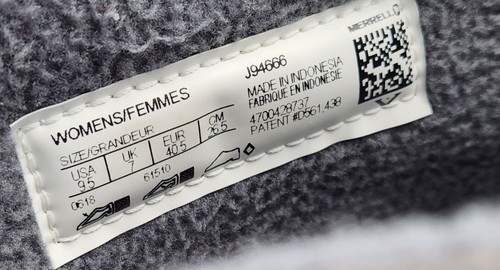 WOMENS/FEMMES
SIZE/GRANDEUR
USA UK EUR CM
9.5 7 40.5 26.5
0618 61510
MERRELL
J94666
MADE IN INDONESIA
FABRIQUE EN INDONÉSIE
4700428737
PATENT #D561,438